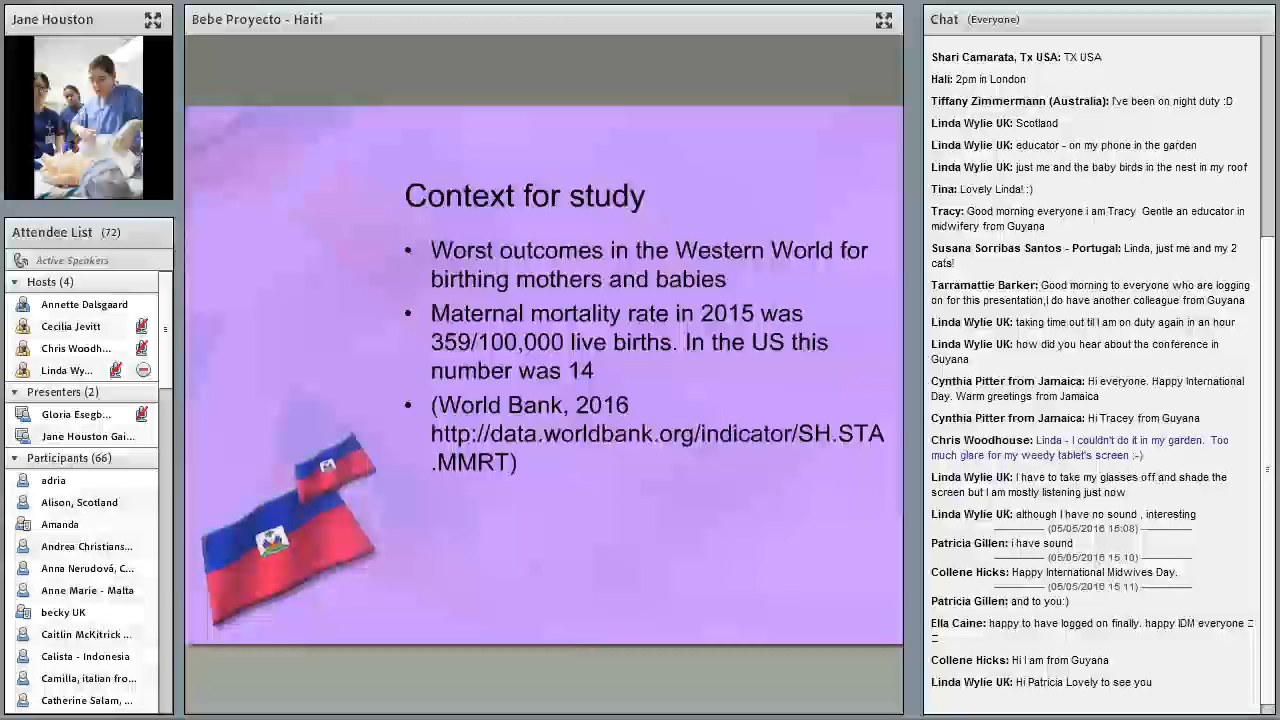 Jane Houston
Attendee List (72)
Active Speakers
Hosts (4)
Annette Dalsgaard
Cecilia Jevitt
Chris Woodh...
Linda Wy...
Presenters (2)
Gloria Esegb...
Jane Houston Gai...
Participants (66)
adria
Alison, Scotland
Amanda
Andrea Christians...
Anna Nerudová, C...
Anne Marie - Malta
becky UK
Caitlin McKitrick ...
Calista - Indonesia
Camilla, italian fro...
Catherine Salam, ...
Bebe Proyecto - Haiti
Context for study
• Worst outcomes in the Western World for
birthing mothers and babies
• Maternal mortality rate in 2015 was
359/100,000 live births. In the US this
number was 14
• (World Bank, 2016
http://data.worldbank.org/indicator/SH.STA
.MMRT)
Chat (Everyone)
Shari Camarata, Tx USA: TX USA
Hali: 2pm in London
Tiffany Zimmermann (Australia): I've been on night duty :D
Linda Wylie UK: Scotland
Linda Wylie UK: educator - on my phone in the garden
Linda Wylie UK: just me and the baby birds in the nest in my roof
Tina: Lovely Linda! :)
Tracy: Good morning everyone i am Tracy Gentle an educator in
midwifery from Guyana
Susana Sorribas Santos - Portugal: Linda, just me and my 2
cats!
Tarramattie Barker: Good morning to everyone who are logging
on for this presentation,I do have another colleague from Guyana
Linda Wylie UK: taking time out til I am on duty again in an hour
Linda Wylie UK: how did you hear about the conference in
Guyana
Cynthia Pitter from Jamaica: Hi everyone. Happy International
Day. Warm greetings from Jamaica
Cynthia Pitter from Jamaica: Hi Tracey from Guyana
Chris Woodhouse: Linda - I couldn't do it in my garden. Too
much glare for my weedy tablet's screen :-)
Linda Wylie UK: I have to take my glasses off and shade the
screen but I am mostly listening just now
Linda Wylie UK: although I have no sound , interesting
(05/05/2016 15:08)
Patricia Gillen: i have sound
(05/05/2016 15:10)
Collene Hicks: Happy International Midwives Day.
(05/05/2016 15:11)
Patricia Gillen: and to you:)
Ella Caine: happy to have logged on finally. happy IDM everyone
Collene Hicks: Hi I am from Guyana
Linda Wylie UK: Hi Patricia Lovely to see you